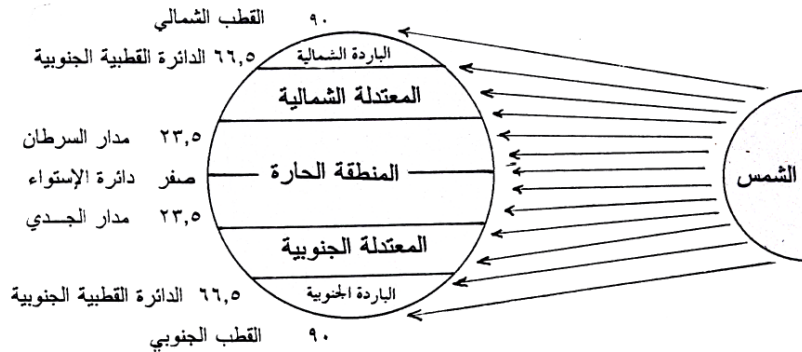 القطب الشمالي ٩٠
الباردة الشمالية
الدائرة القطبية الجنوبية ٦٦,٥
المعتدلة الشمالية
مدار السرطان ٢٣,٥
المنطقة الحارة
دائرة الإستواء صفر
الشمس
مدار الجــدي ٢٣,٥
المعتدلة الجنوبية
الباردة الجنوبية
الدائرة القطبية الجنوبية ٦٦,٥
القطب الجنوبي ٩٠